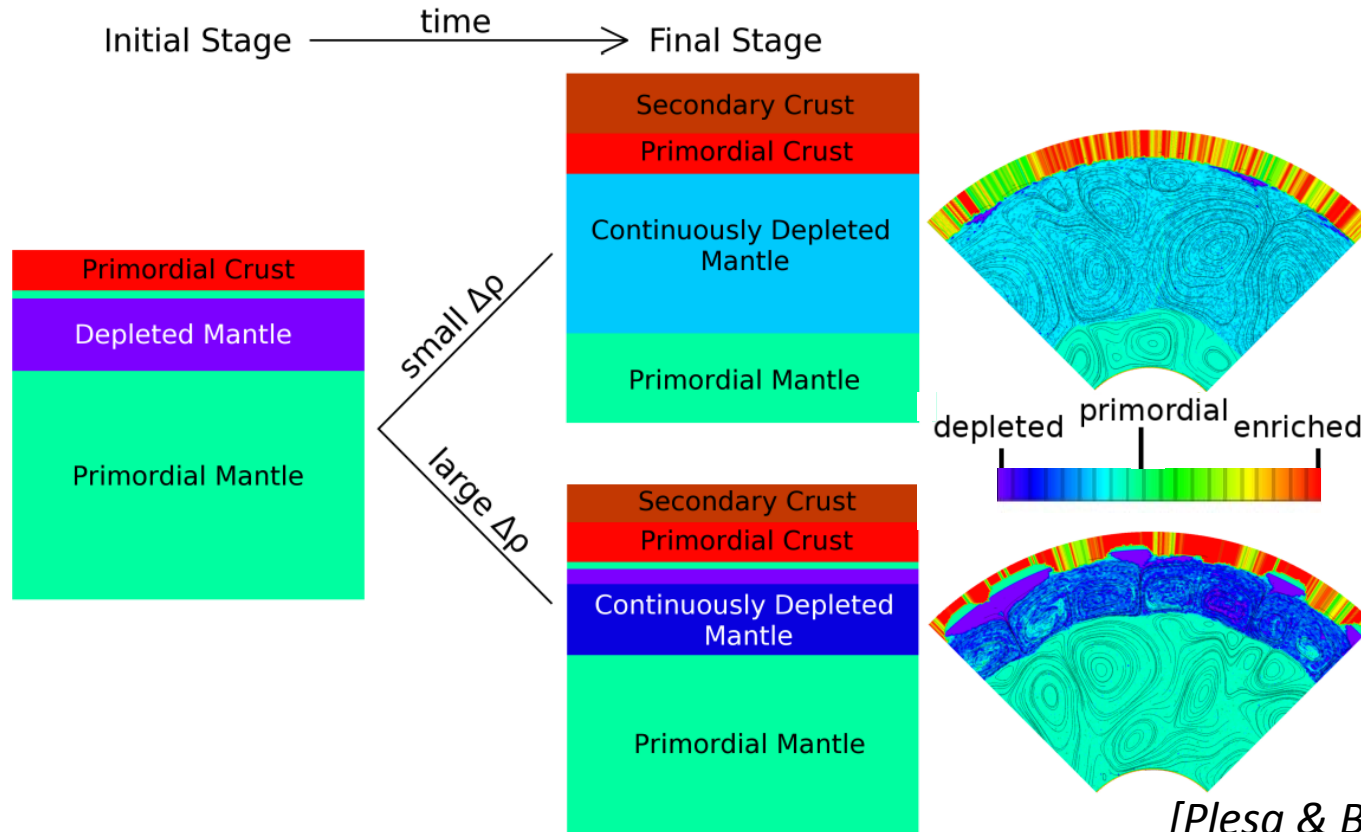 time
Initial Stage
Final Stage
Secondary Crust
Primordial Crust
Continuously Depleted
Mantle
Primordial Mantle
Primordial Crust
Depleted Mantle
Primordial Mantle
small Δρ
large Δρ
depleted
primordial
enriched
Secondary Crust
Primordial Crust
Continuously Depleted
Mantle
Primordial Mantle
[Plesa &